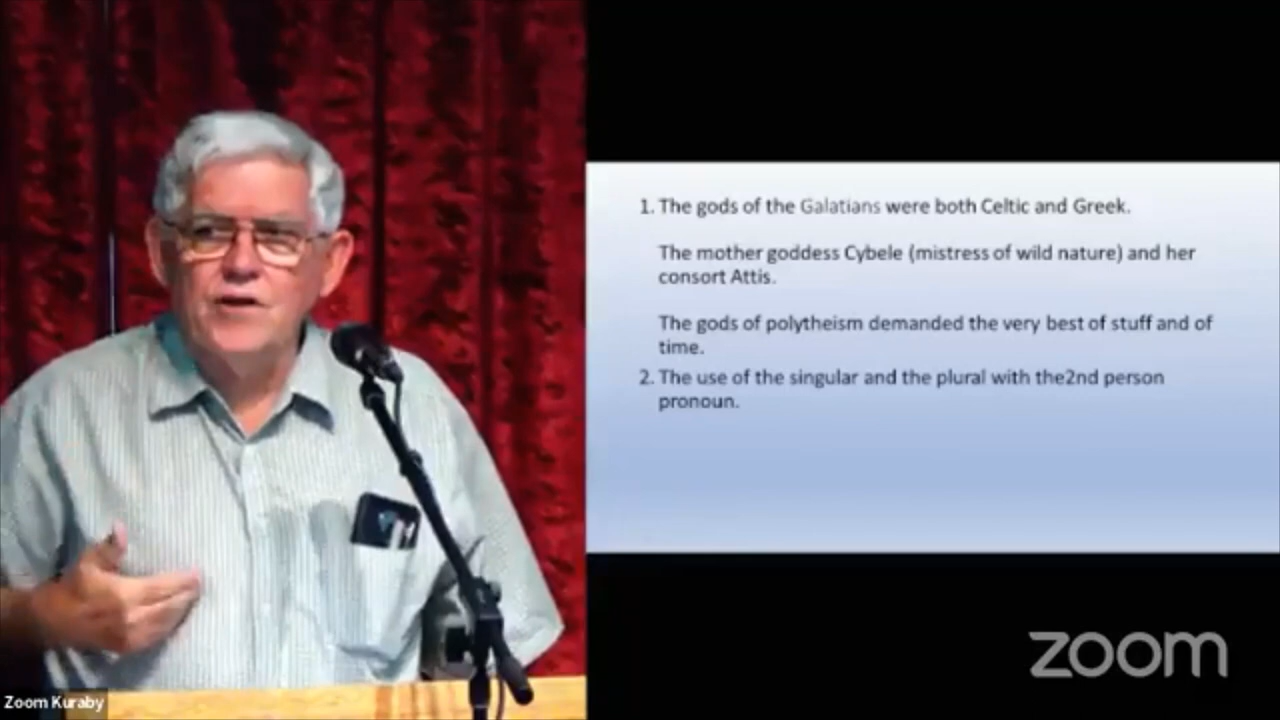 1. The gods of the Galatians were both Celtic and Greek.
The mother goddess Cybele (mistress of wild nature) and her
consort Attis.
The gods of polytheism demanded the very best of stuff and of
time.
2. The use of the singular and the plural with the2nd person
pronoun.
zoom
Zoom Kuraby